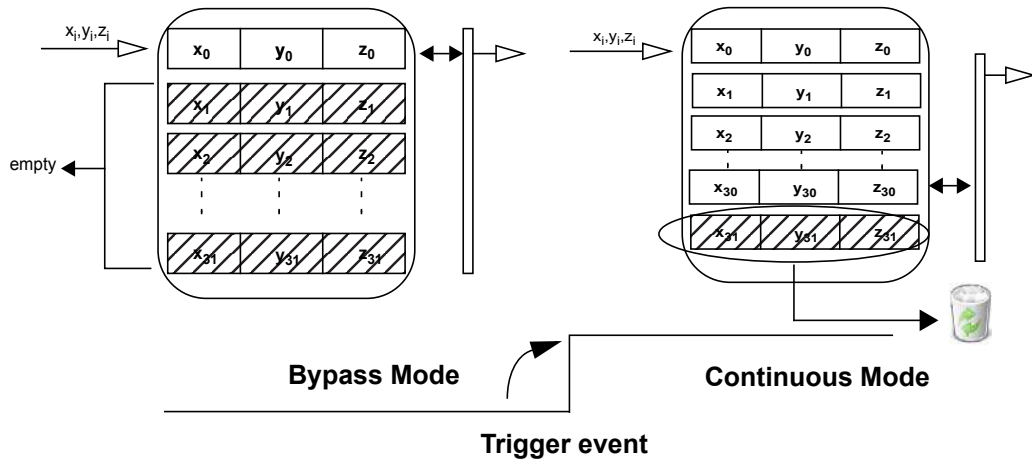 xi,yi,zi
x0 y0 z0
x1 y1 z1
x2 y2 z2
x31 y31 z31
empty
xi,yi,zi
x0 y0 z0
x1 y1 z1
x2 y2 z2
x30 y30 z30
x31 y31 z31
Bypass Mode
Continuous Mode
Trigger event